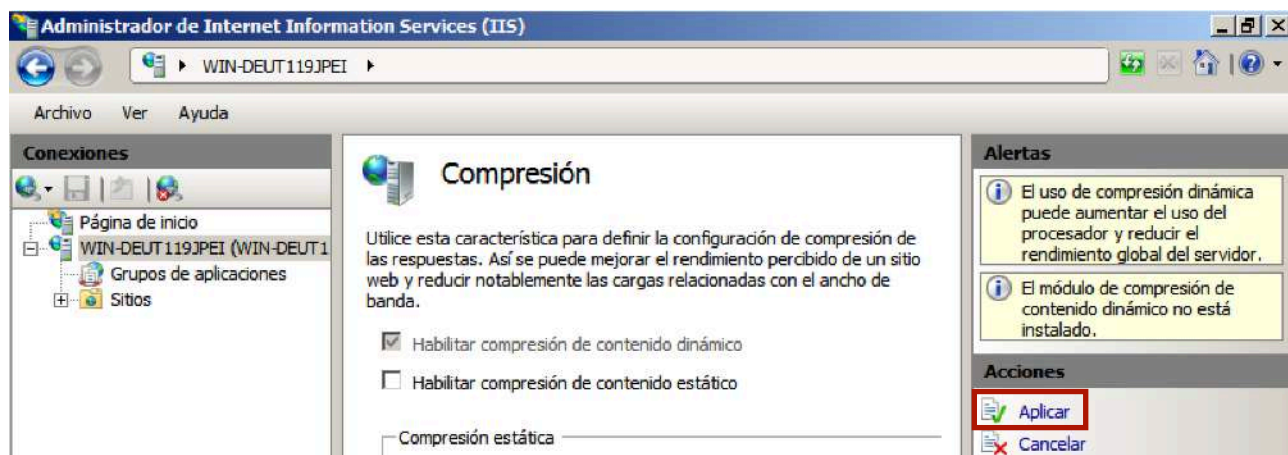 Administrador de Internet Information Services (IIS)
WIN-DEUT119JPEI
Archivo Ver Ayuda
Conexiones
Página de inicio
WIN-DEUT119JPEI (WIN-DEUT1
Grupos de aplicaciones
Sitios
Compresión
Utilice esta característica para definir la configuración de compresión de
las respuestas. Así se puede mejorar el rendimiento percibido de un sitio
web y reducir notablemente las cargas relacionadas con el ancho de
banda.
Habilitar compresión de contenido dinámico
Habilitar compresión de contenido estático
Compresión estática
Alertas
El uso de compresión dinámica
puede aumentar el uso del
procesador y reducir el
rendimiento global del servidor.
El módulo de compresión de
contenido dinámico no está
instalado.
Acciones
Aplicar
Cancelar